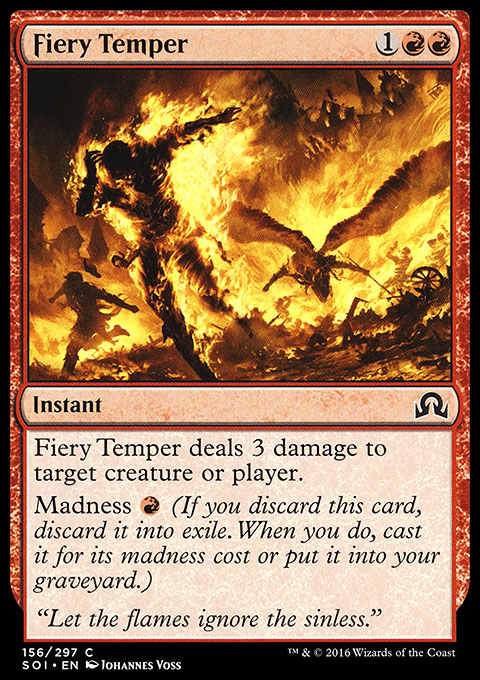 Fiery Temper 1
Instant
Fiery Temper deals 3 damage to
target creature or player.
Madness (If you discard this card,
discard it into exile. When you do, cast
it for its madness cost or put it into your
graveyard.)
“Let the flames ignore the sinless.”
156/297 C
SOI • EN Johannes Voss
™ & © 2016 Wizards of the Coast